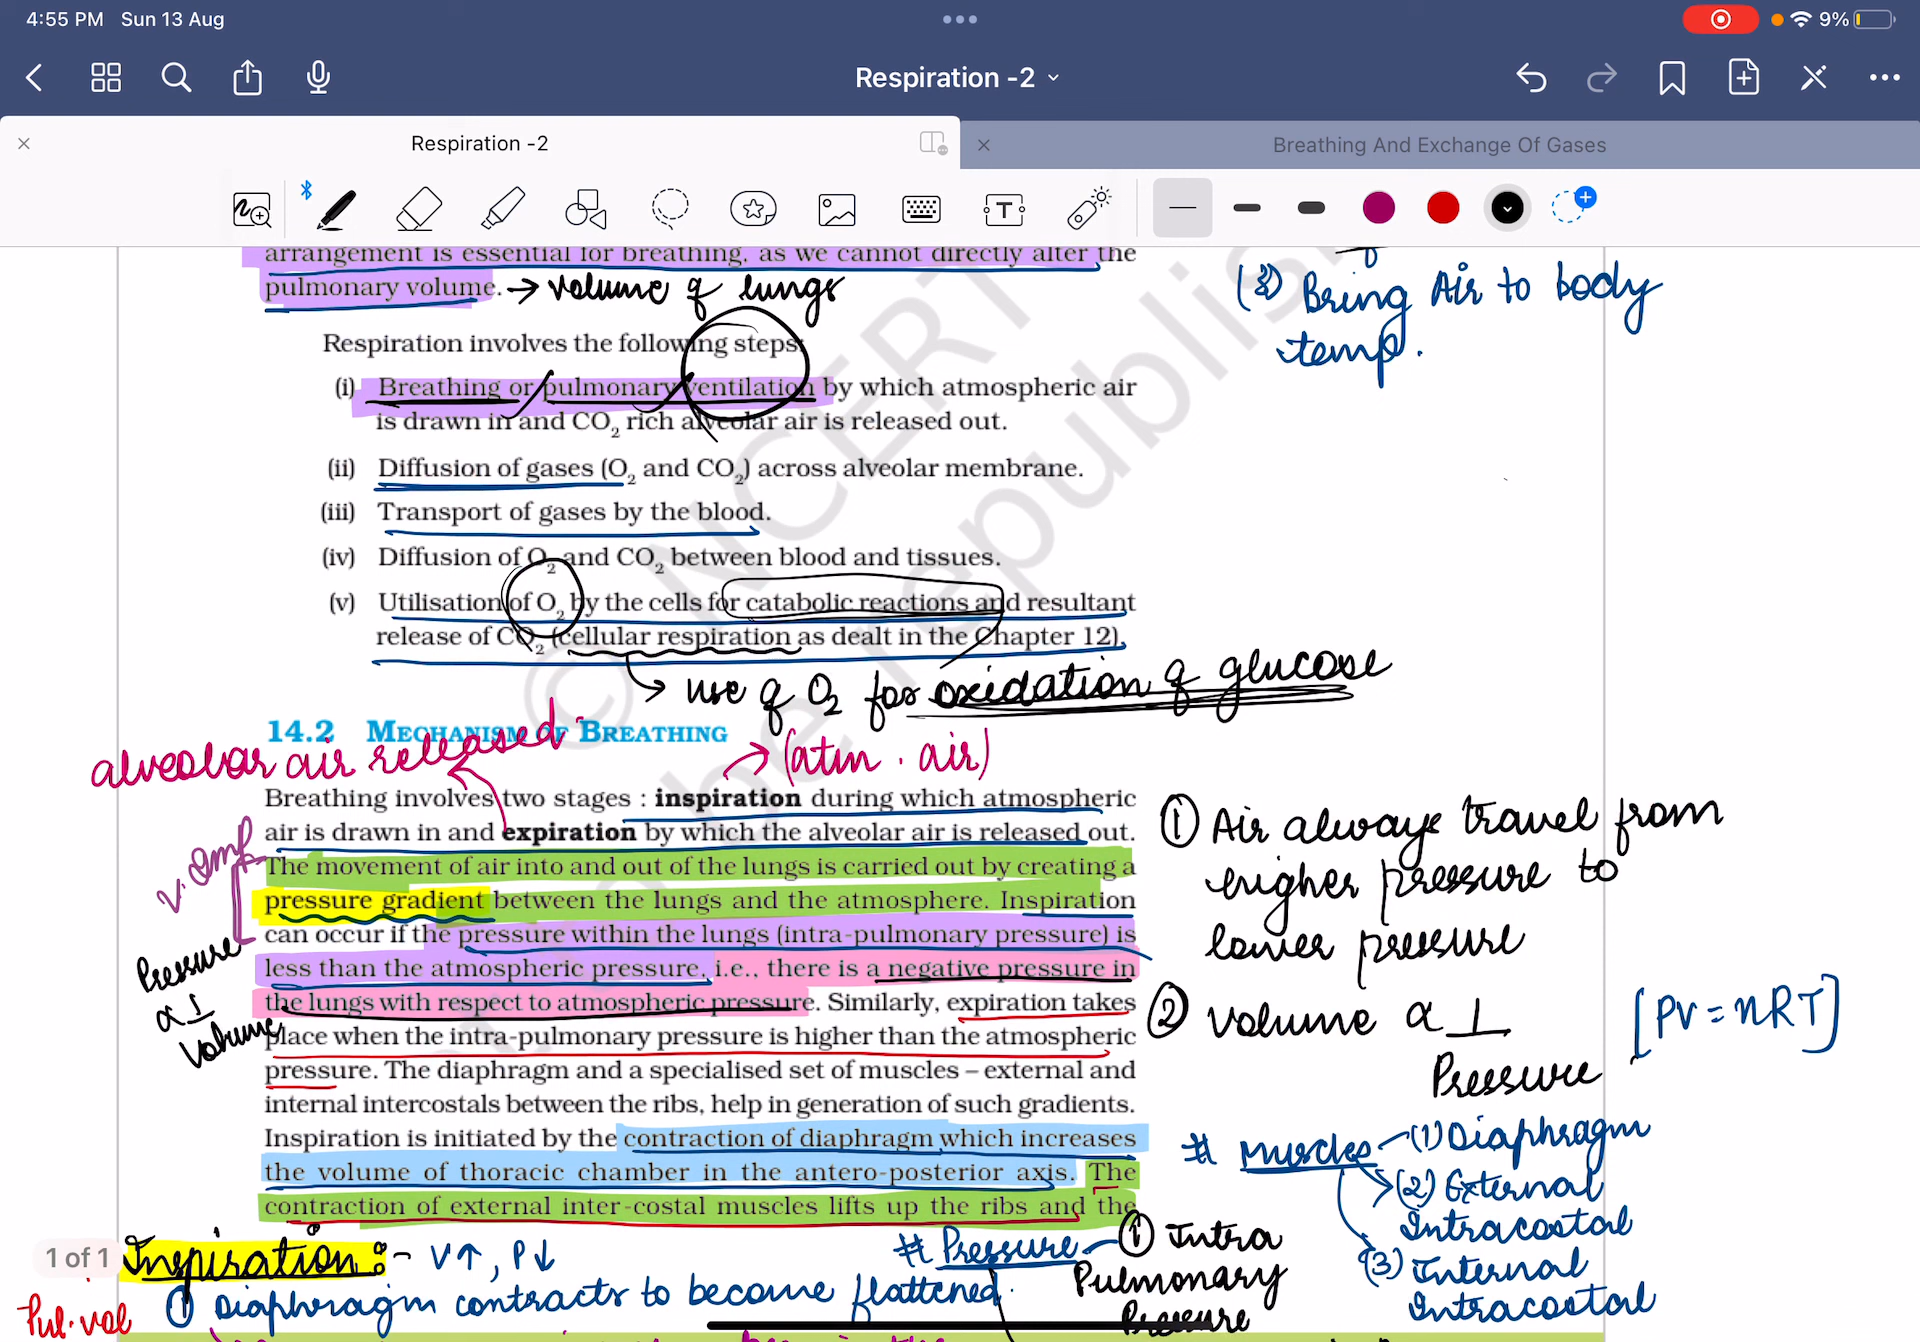 4:55 PM Sun 13 Aug
9%
Respiration -2
Respiration -2
Breathing And Exchange Of Gases
arrangement is essential for breathing, as we cannot directly alter the
pulmonary volume. → volume of lungs
(3) Bring Air to body
temp.
Respiration involves the following steps:
(i) Breathing or pulmonary ventilation by which atmospheric air
is drawn in and CO2 rich alveolar air is released out.
(ii) Diffusion of gases (O2 and CO2) across alveolar membrane.
(iii) Transport of gases by the blood.
(iv) Diffusion of O2 and CO2 between blood and tissues.
(v) Utilisation of O2 by the cells for catabolic reactions and resultant
release of CO2 (cellular respiration as dealt in the Chapter 12).
→ use of O2 for oxidation of glucose
14.2 MECHANISM OF BREATHING
alveolar air released
→ (atm. air)
Breathing involves two stages : inspiration during which atmospheric
air is drawn in and expiration by which the alveolar air is released out.
The movement of air into and out of the lungs is carried out by creating a
pressure gradient between the lungs and the atmosphere. Inspiration
can occur if the pressure within the lungs (intra-pulmonary pressure) is
less than the atmospheric pressure, i.e., there is a negative pressure in
the lungs with respect to atmospheric pressure. Similarly, expiration takes
place when the intra-pulmonary pressure is higher than the atmospheric
pressure. The diaphragm and a specialised set of muscles – external and
internal intercostals between the ribs, help in generation of such gradients.
Inspiration is initiated by the contraction of diaphragm which increases
the volume of thoracic chamber in the antero-posterior axis. The
contraction of external inter-costal muscles lifts up the ribs and the
v. imp
Pressure
∝ 1
Volume
① Air always travel from
higher pressure to
lower pressure
② volume ∝ 1
Pressure
[PV = nRT]
# Muscles (1) Diaphragm
(2) External
Intracostal
(3) Internal
Intracostal
# Pressure ① Intra
Pulmonary
Pressure
1 of 1
Inspiration :- V↑, P↓
① Diaphragm contracts to become flattened.
Pul. vol
© NCERT
be republis